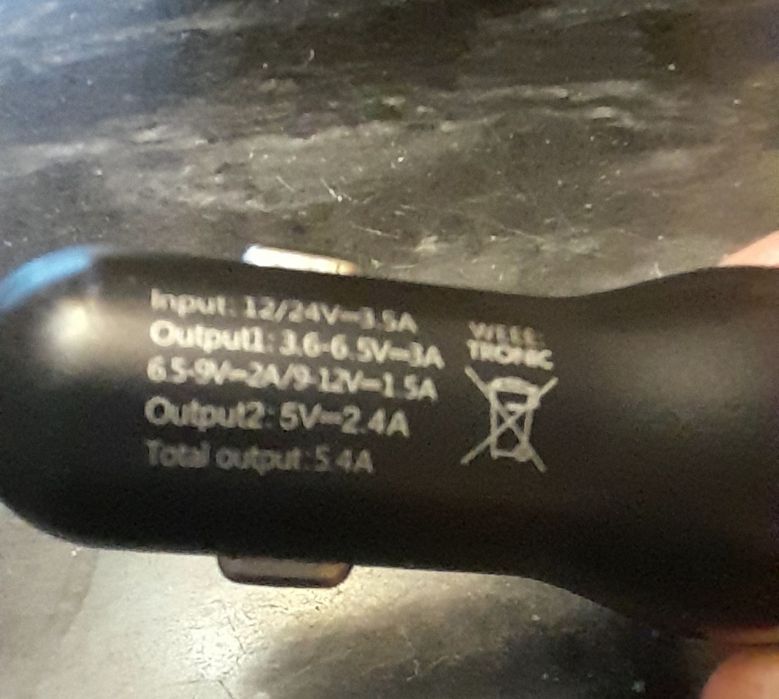 Input: 12/24V⎓3.5A
Output1: 3.6-6.5V⎓3A
6.5-9V⎓2A/9-12V⎓1.5A
Output2: 5V⎓2.4A
Total output: 5.4A
WEEE:
TRONIC